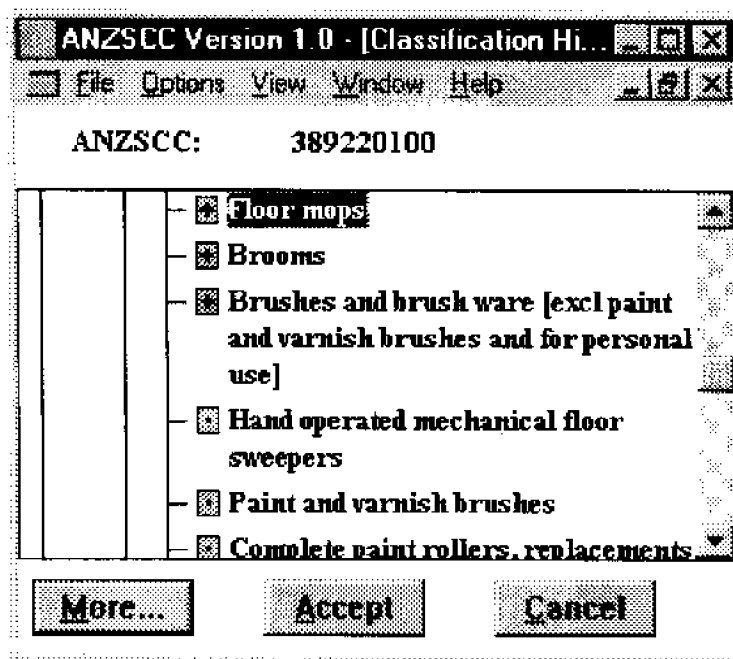 ANZSCC Version 1.0 - [Classification Hi...
File Options View Window Help
ANZSCC: 389220100
Floor mops
Brooms
Brushes and brush ware [excl paint
and varnish brushes and for personal
use]
Hand operated mechanical floor
sweepers
Paint and varnish brushes
Complete paint rollers, replacements
More... Accept Cancel